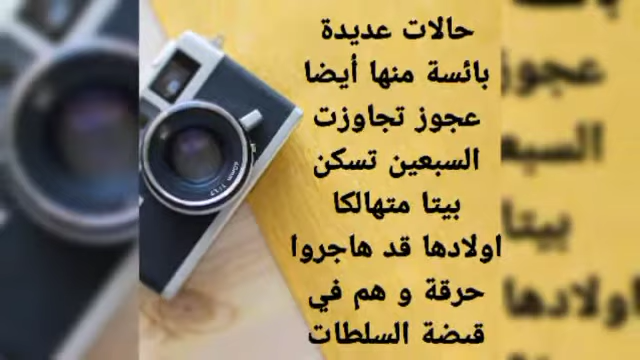 حالات عديدة
بائسة منها أيضا
عجوز تجاوزت
السبعين تسكن
بيتا متهالكا
اولادها قد هاجروا
حرقة و هم في
قبضة السلطات